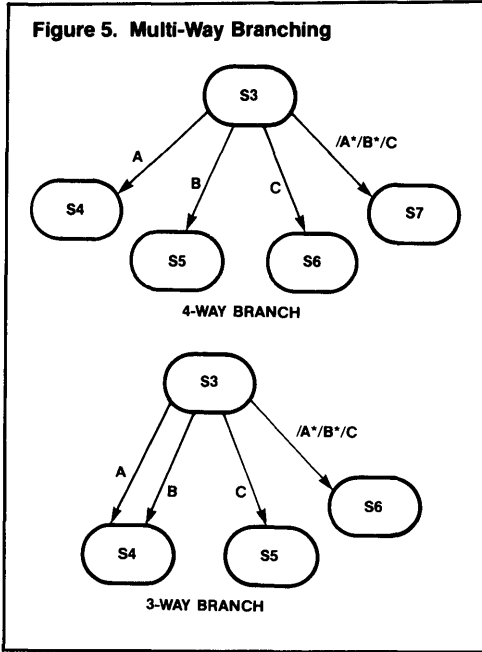 Figure 5. Multi-Way Branching
S3
A
B
C
/A*/B*/C
S4
S5
S6
S7
4-WAY BRANCH
S3
A
B
C
/A*/B*/C
S4
S5
S6
3-WAY BRANCH